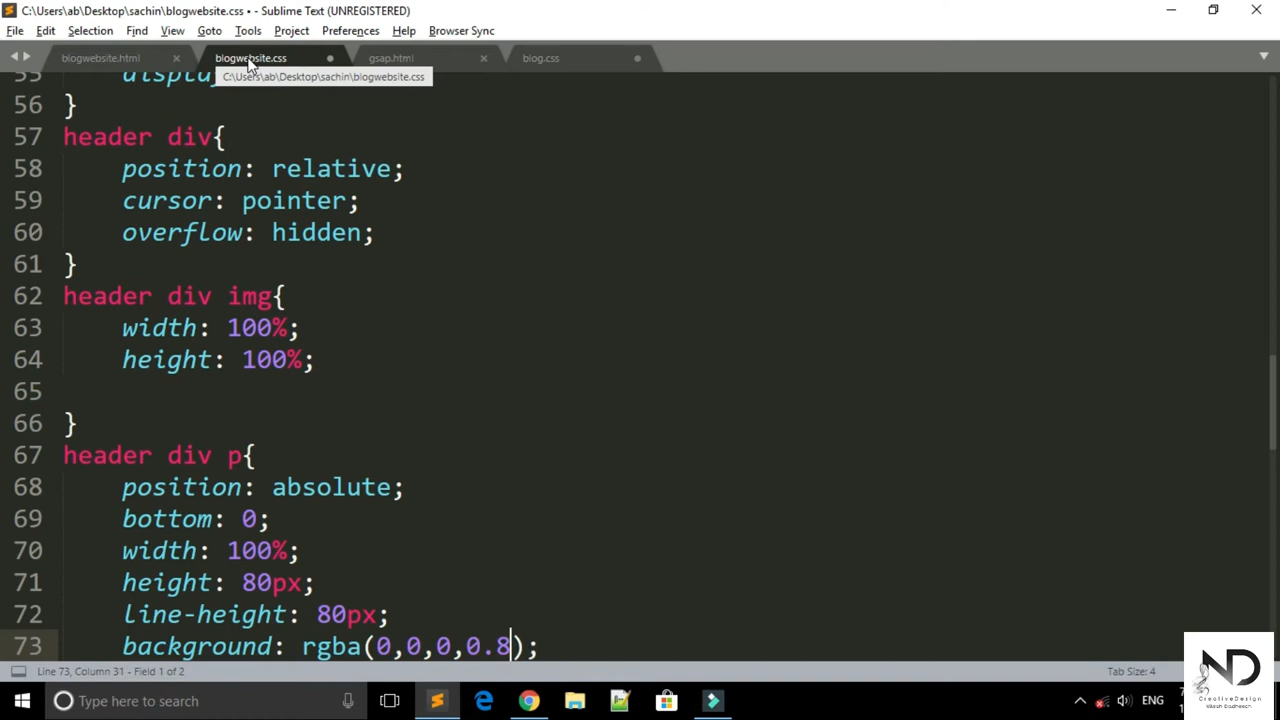 C:\Users\ab\Desktop\sachin\blogwebsite.css • - Sublime Text (UNREGISTERED)
File Edit Selection Find View Goto Tools Project Preferences Help Browser Sync
blogwebsite.html blogwebsite.css gsap.html blog.css
C:\Users\ab\Desktop\sachin\blogwebsite.css
56 }
57 header div{
58 position: relative;
59 cursor: pointer;
60 overflow: hidden;
61 }
62 header div img{
63 width: 100%;
64 height: 100%;
65
66 }
67 header div p{
68 position: absolute;
69 bottom: 0;
70 width: 100%;
71 height: 80px;
72 line-height: 80px;
73 background: rgba(0,0,0,0.8);
Line 73, Column 31 - Field 1 of 2 Tab Size: 4
Type here to search ENG
ND
CreativeDesign